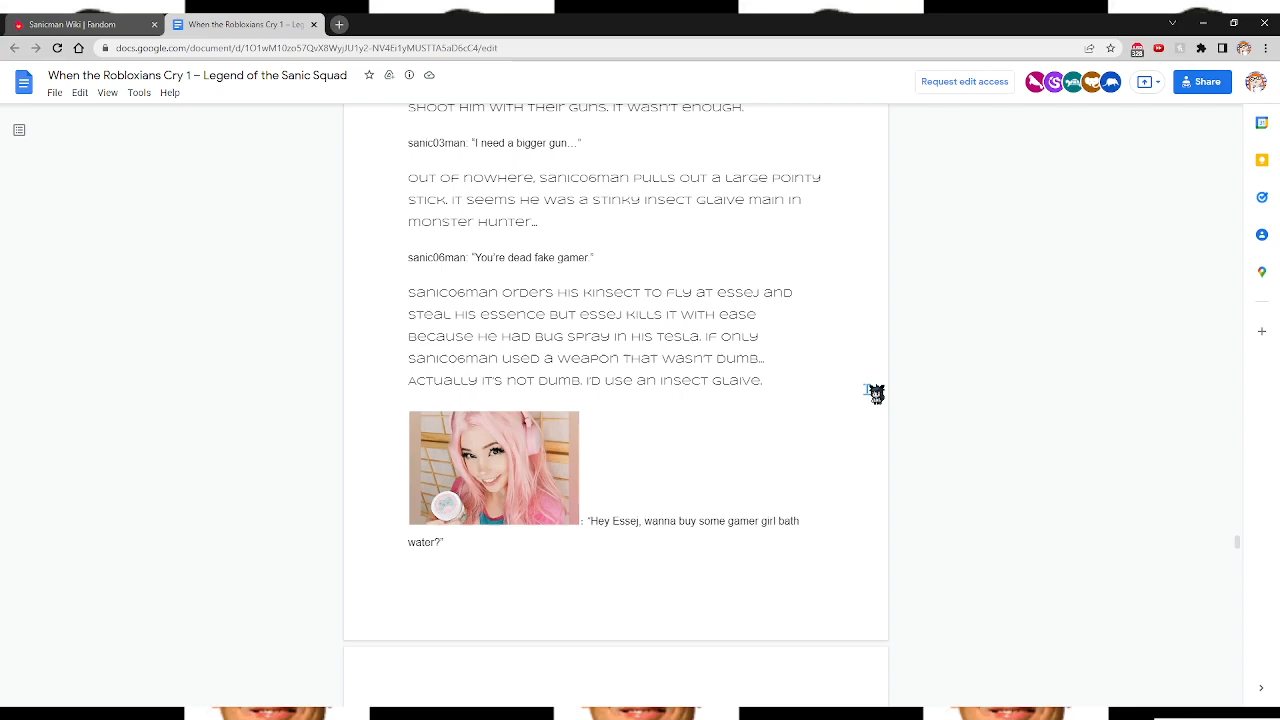 Sanicman Wiki | Fandom
When the Robloxians Cry 1 – Leg
docs.google.com/document/d/1O1wM10zo57QvX8WyjJU1y2-NV4Ei1yMUSTTA5aD6cC4/edit
When the Robloxians Cry 1 – Legend of the Sanic Squad
File Edit View Tools Help
Request edit access
Share
shoot him with their guns. It wasn't enough.
sanic03man: “I need a bigger gun…”
Out of nowhere, sanic06man pulls out a large pointy
stick. It seems he was a stinky insect glaive main in
Monster Hunter…
sanic06man: “You’re dead fake gamer.”
Sanic06man orders his kinsect to fly at Essej and
steal his essence but Essej kills it with ease
because he had bug spray in his Tesla. If only
sanic06man used a weapon that wasn't dumb…
Actually it's not dumb. I'd use an insect glaive.
: “Hey Essej, wanna buy some gamer girl bath
water?”